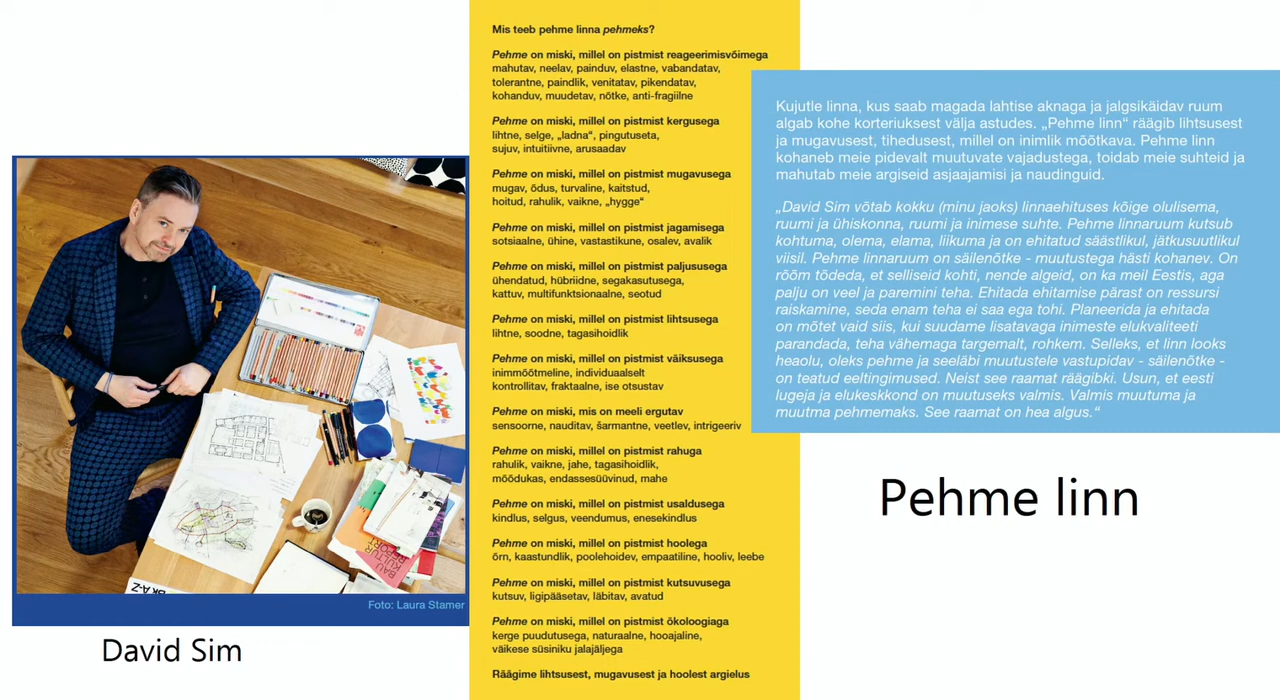 Mis teeb pehme linna pehmeks?
Pehme on miski, millel on pistmist reageerimisvõimega
mahutav, neelav, painduv, elastne, vabandatav,
tolerantne, paindlik, venitatav, pikendatav,
kohanduv, muudetav, nõtke, anti-fragiilne
Pehme on miski, millel on pistmist kergusega
lihtne, selge, „ladna“, pingutuseta,
sujuv, intuitiivne, arusaadav
Pehme on miski, millel on pistmist mugavusega
mugav, õdus, turvaline, kaitstud,
hoitud, rahulik, vaikne, „hygge“
Pehme on miski, millel on pistmist jagamisega
sotsiaalne, ühine, vastastikune, osalev, avalik
Pehme on miski, millel on pistmist paljususega
ühendatud, hübriidne, segakasutusega,
kattuv, multifunktsionaalne, seotud
Pehme on miski, millel on pistmist lihtsusega
lihtne, soodne, tagasihoidlik
Pehme on miski, millel on pistmist väiksusega
inimmõõtmeline, individuaalselt
kontrollitav, fraktaalne, ise otsustav
Pehme on miski, mis on meeli ergutav
sensoorne, nauditav, šarmantne, veetlev, intrigeeriv
Pehme on miski, millel on pistmist rahuga
rahulik, vaikne, jahe, tagasihoidlik,
mõõdukas, endassesüüvinud, mahe
Pehme on miski, millel on pistmist usaldusega
kindlus, selgus, veendumus, enesekindlus
Pehme on miski, millel on pistmist hoolega
õrn, kaastundlik, poolehoidev, empaatiline, hooliv, leebe
Pehme on miski, millel on pistmist kutsuvusega
kutsuv, ligipääsetav, läbitav, avatud
Pehme on miski, millel on pistmist ökoloogiaga
kerge puudutusega, naturaalne, hooajaline,
väikese süsiniku jalajäljega
Räägime lihtsusest, mugavusest ja hoolest argielus
Kujutle linna, kus saab magada lahtise aknaga ja jalgsikäidav ruum
algab kohe korteriuksest välja astudes. „Pehme linn“ räägib lihtsusest
ja mugavusest, tihedusest, millel on inimlik mõõtkava. Pehme linn
kohaneb meie pidevalt muutuvate vajadustega, toidab meie suhteid ja
mahutab meie argiseid asjaajamisi ja naudinguid.
„David Sim võtab kokku (minu jaoks) linnaehituses kõige olulisema,
ruumi ja ühiskonna, ruumi ja inimese suhte. Pehme linnaruum kutsub
kohtuma, olema, elama, liikuma ja on ehitatud säästlikul, jätkusuutlikul
viisil. Pehme linnaruum on säilenõtke - muutustega hästi kohanev. On
rõõm tõdeda, et selliseid kohti, nende algeid, on ka meil Eestis, aga
palju on veel ja paremini teha. Ehitada ehitamise pärast on ressursi
raiskamine, seda enam teha ei saa ega tohi. Planeerida ja ehitada
on mõtet vaid siis, kui suudame lisatavaga inimeste elukvaliteeti
parandada, teha vähemaga targemalt, rohkem. Selleks, et linn looks
heaolu, oleks pehme ja seeläbi muutustele vastupidav - säilenõtke -
on teatud eeltingimused. Neist see raamat räägibki. Usun, et eesti
lugeja ja elukeskkond on muutuseks valmis. Valmis muutuma ja
muutma pehmemaks. See raamat on hea algus.“
Pehme linn
BAU
KULTUR
REPORT
BK A-Z
Foto: Laura Stamer
David Sim